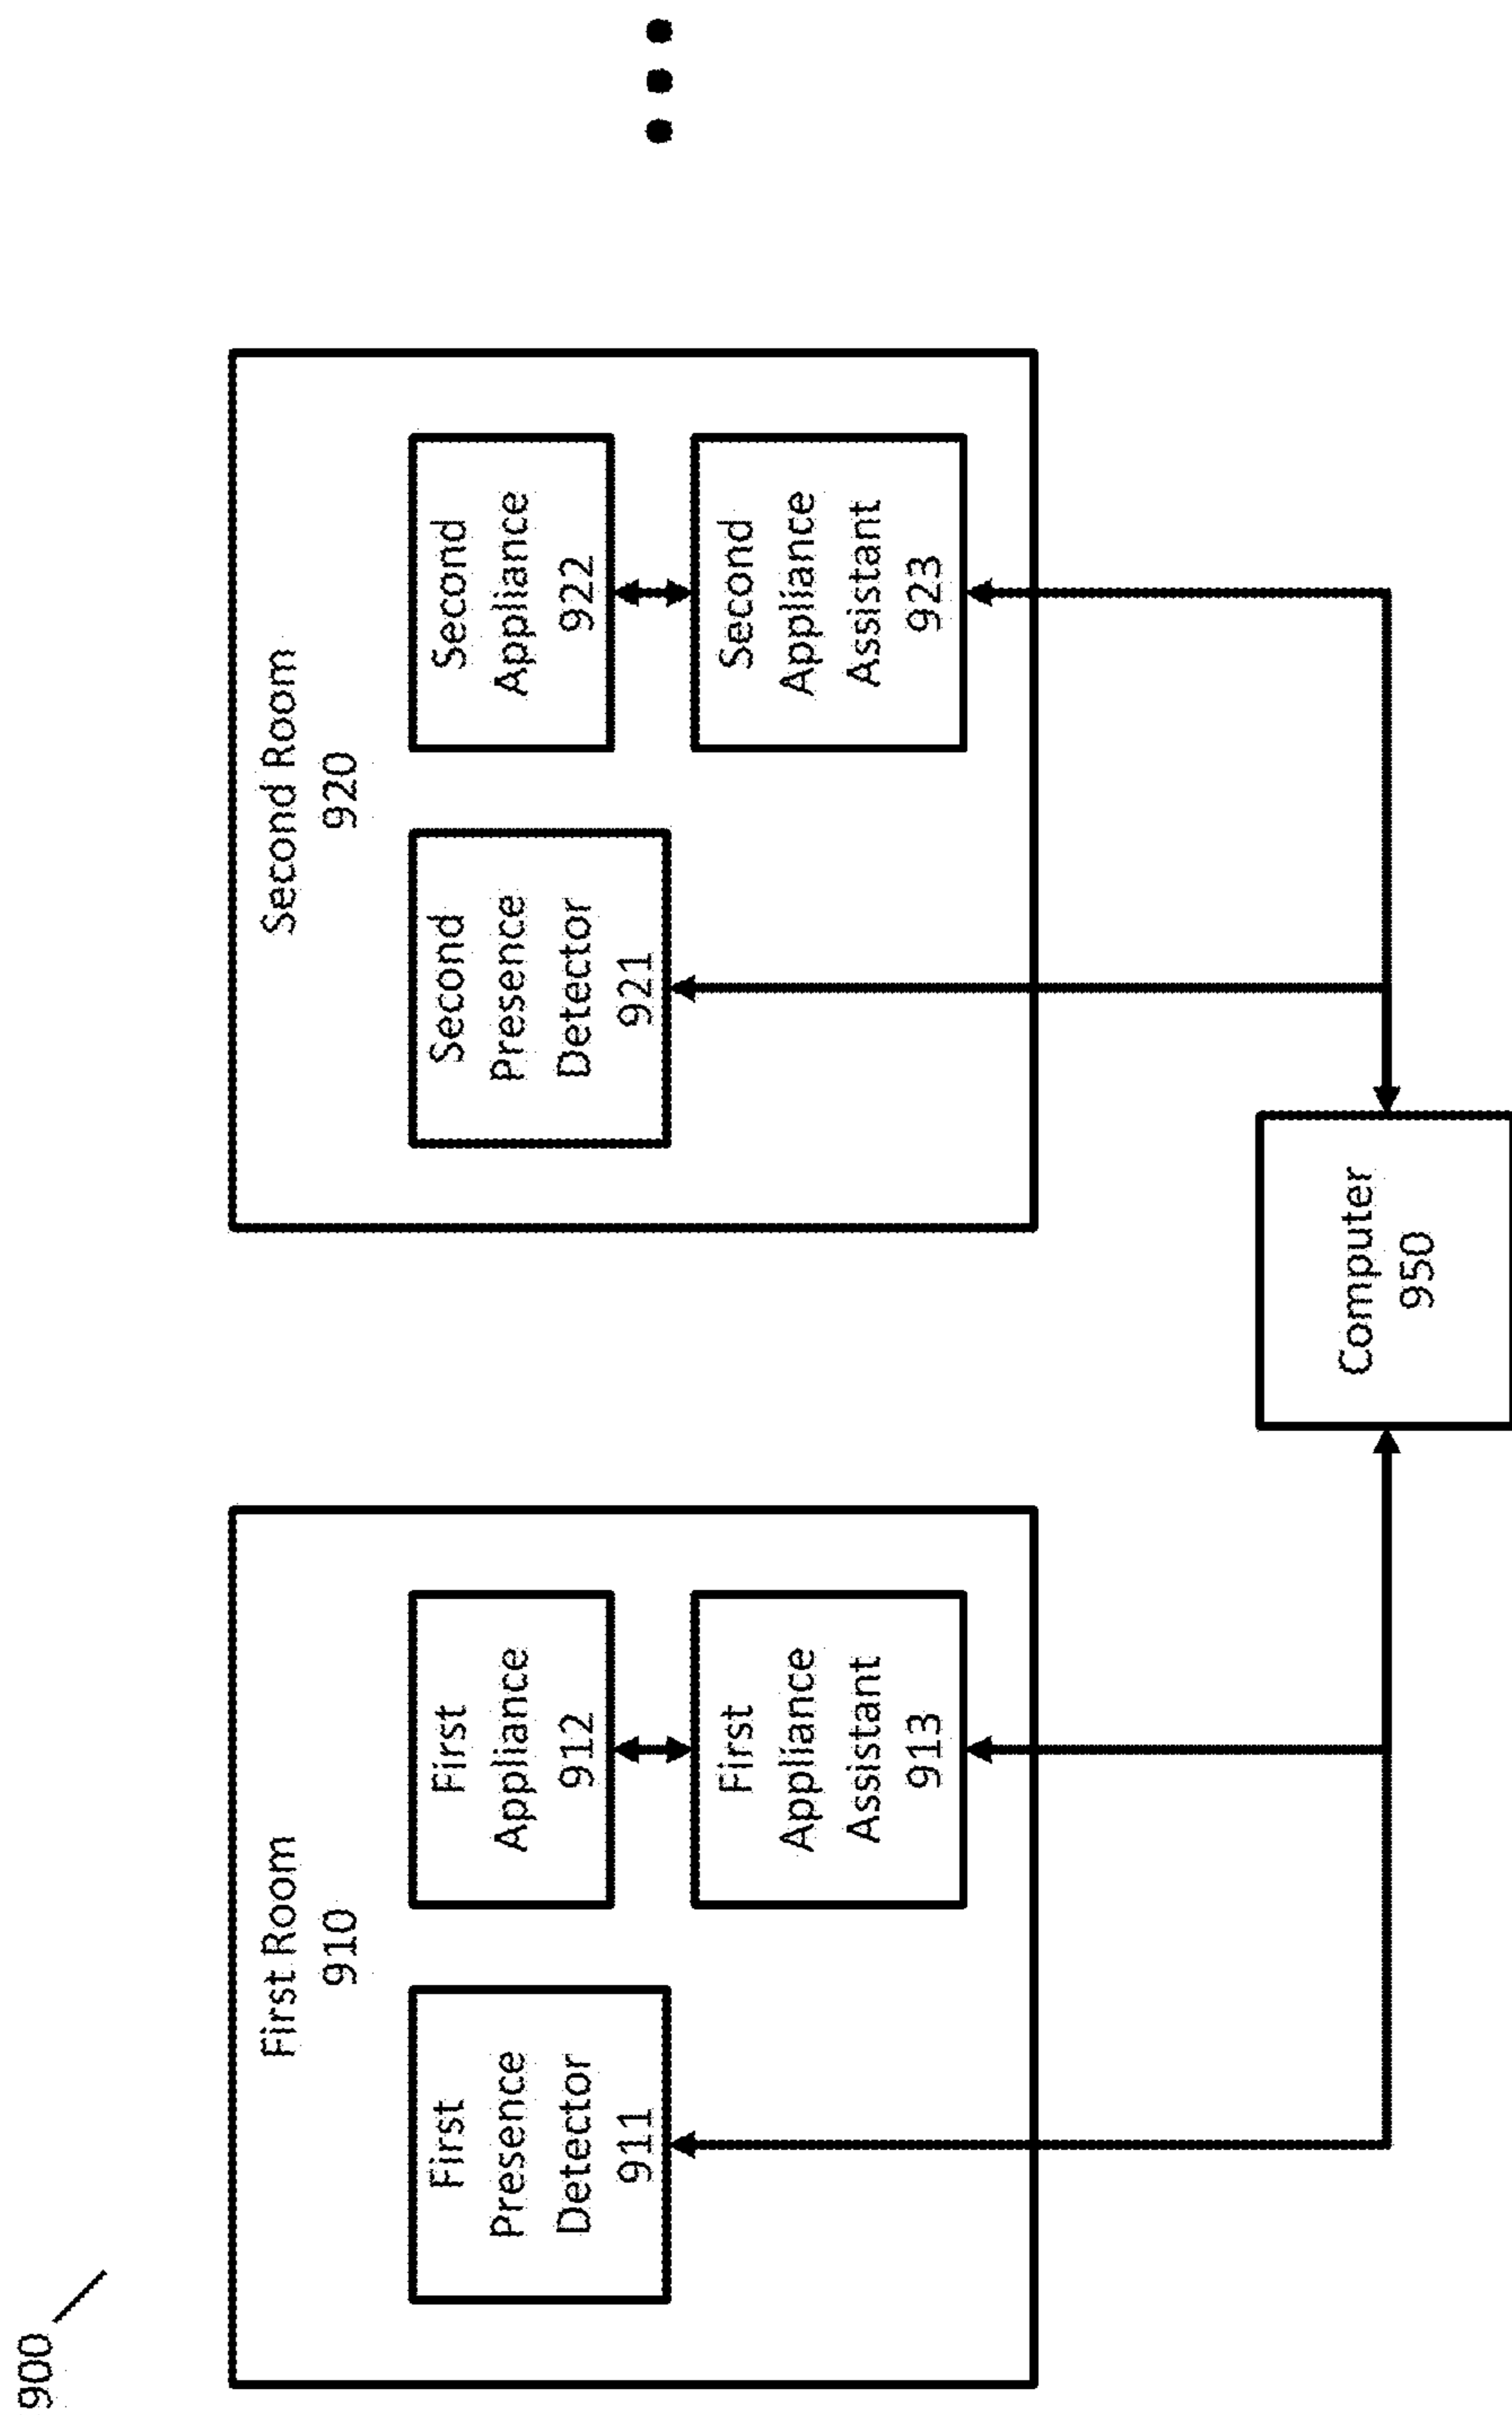 900
First Room
910
First
Presence
Detector
911
First
Appliance
912
First
Appliance
Assistant
913
Second Room
920
Second
Presence
Detector
921
Second
Appliance
922
Second
Appliance
Assistant
923
Computer
950